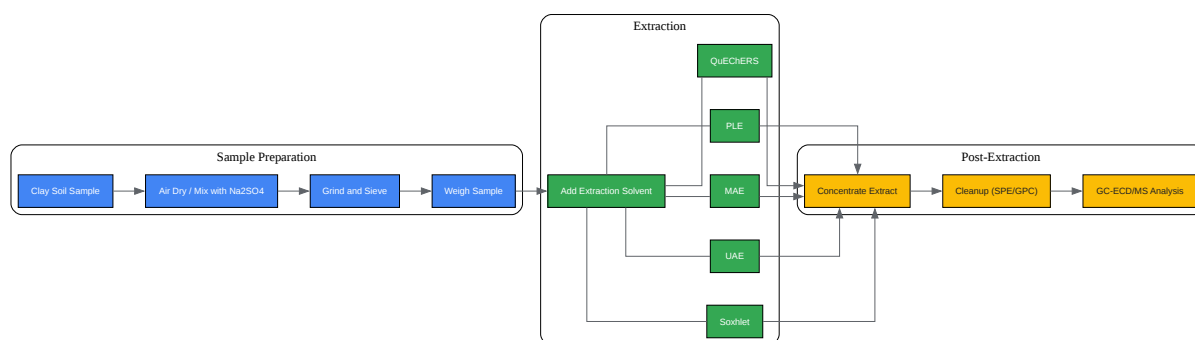 Sample Preparation
Clay Soil Sample
Air Dry / Mix with Na2SO4
Grind and Sieve
Weigh Sample
Extraction
Add Extraction Solvent
QuEChERS
PLE
MAE
UAE
Soxhlet
Post-Extraction
Concentrate Extract
Cleanup (SPE/GPC)
GC-ECD/MS Analysis